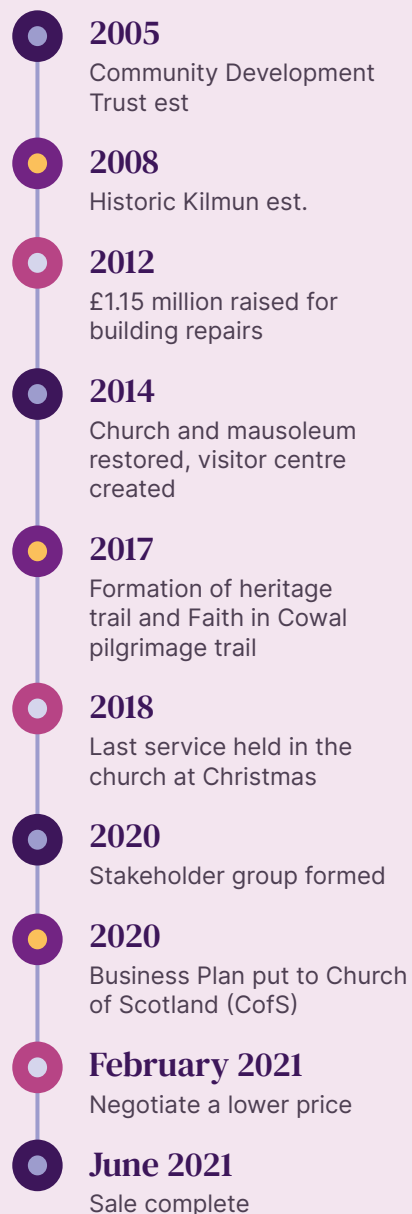 2005
Community Development
Trust est
2008
Historic Kilmun est.
2012
£1.15 million raised for
building repairs
2014
Church and mausoleum
restored, visitor centre
created
2017
Formation of heritage
trail and Faith in Cowal
pilgrimage trail
2018
Last service held in the
church at Christmas
2020
Stakeholder group formed
2020
Business Plan put to Church
of Scotland (CofS)
February 2021
Negotiate a lower price
June 2021
Sale complete